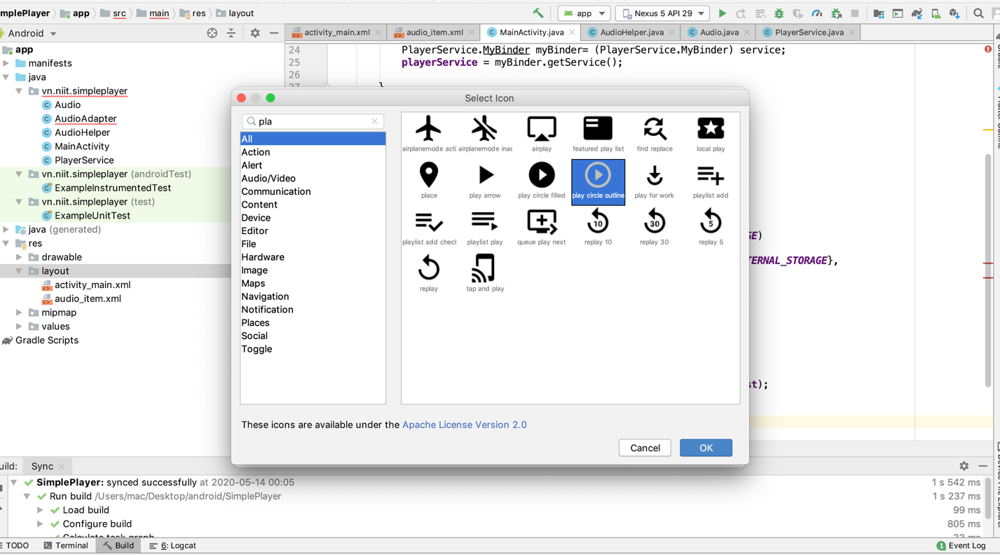 mplePlayer app src main res layout
app Nexus 5 API 29
Android
activity_main.xml audio_item.xml MainActivity.java AudioHelper.java Audio.java PlayerService.java
app
manifests
java
vn.niit.simpleplayer
Audio
AudioAdapter
AudioHelper
MainActivity
PlayerService
vn.niit.simpleplayer (androidTest)
ExampleInstrumentedTest
vn.niit.simpleplayer (test)
ExampleUnitTest
java (generated)
res
drawable
layout
activity_main.xml
audio_item.xml
mipmap
values
Gradle Scripts
24 PlayerService.MyBinder myBinder= (PlayerService.MyBinder) service;
25 playerService = myBinder.getService();
26
27 }
GE)
TERNAL_STORAGE},
st);
Select Icon
pla
All
Action
Alert
Audio/Video
Communication
Content
Device
Editor
File
Hardware
Image
Maps
Navigation
Notification
Places
Social
Toggle
airplanemode acti airplanemode inac airplay featured play list find replace local play
place play arrow play circle filled play circle outline play for work playlist add
10 30 5
playlist add checl playlist play queue play next replay 10 replay 30 replay 5
replay tap and play
These icons are available under the Apache License Version 2.0
Cancel OK
uild: Sync
SimplePlayer: synced successfully at 2020-05-14 00:05 1 s 542 ms
Run build /Users/mac/Desktop/android/SimplePlayer 1 s 237 ms
Load build 99 ms
Configure build 805 ms
Calculate task graph 33 ms
TODO Terminal Build 6: Logcat 1 Event Log